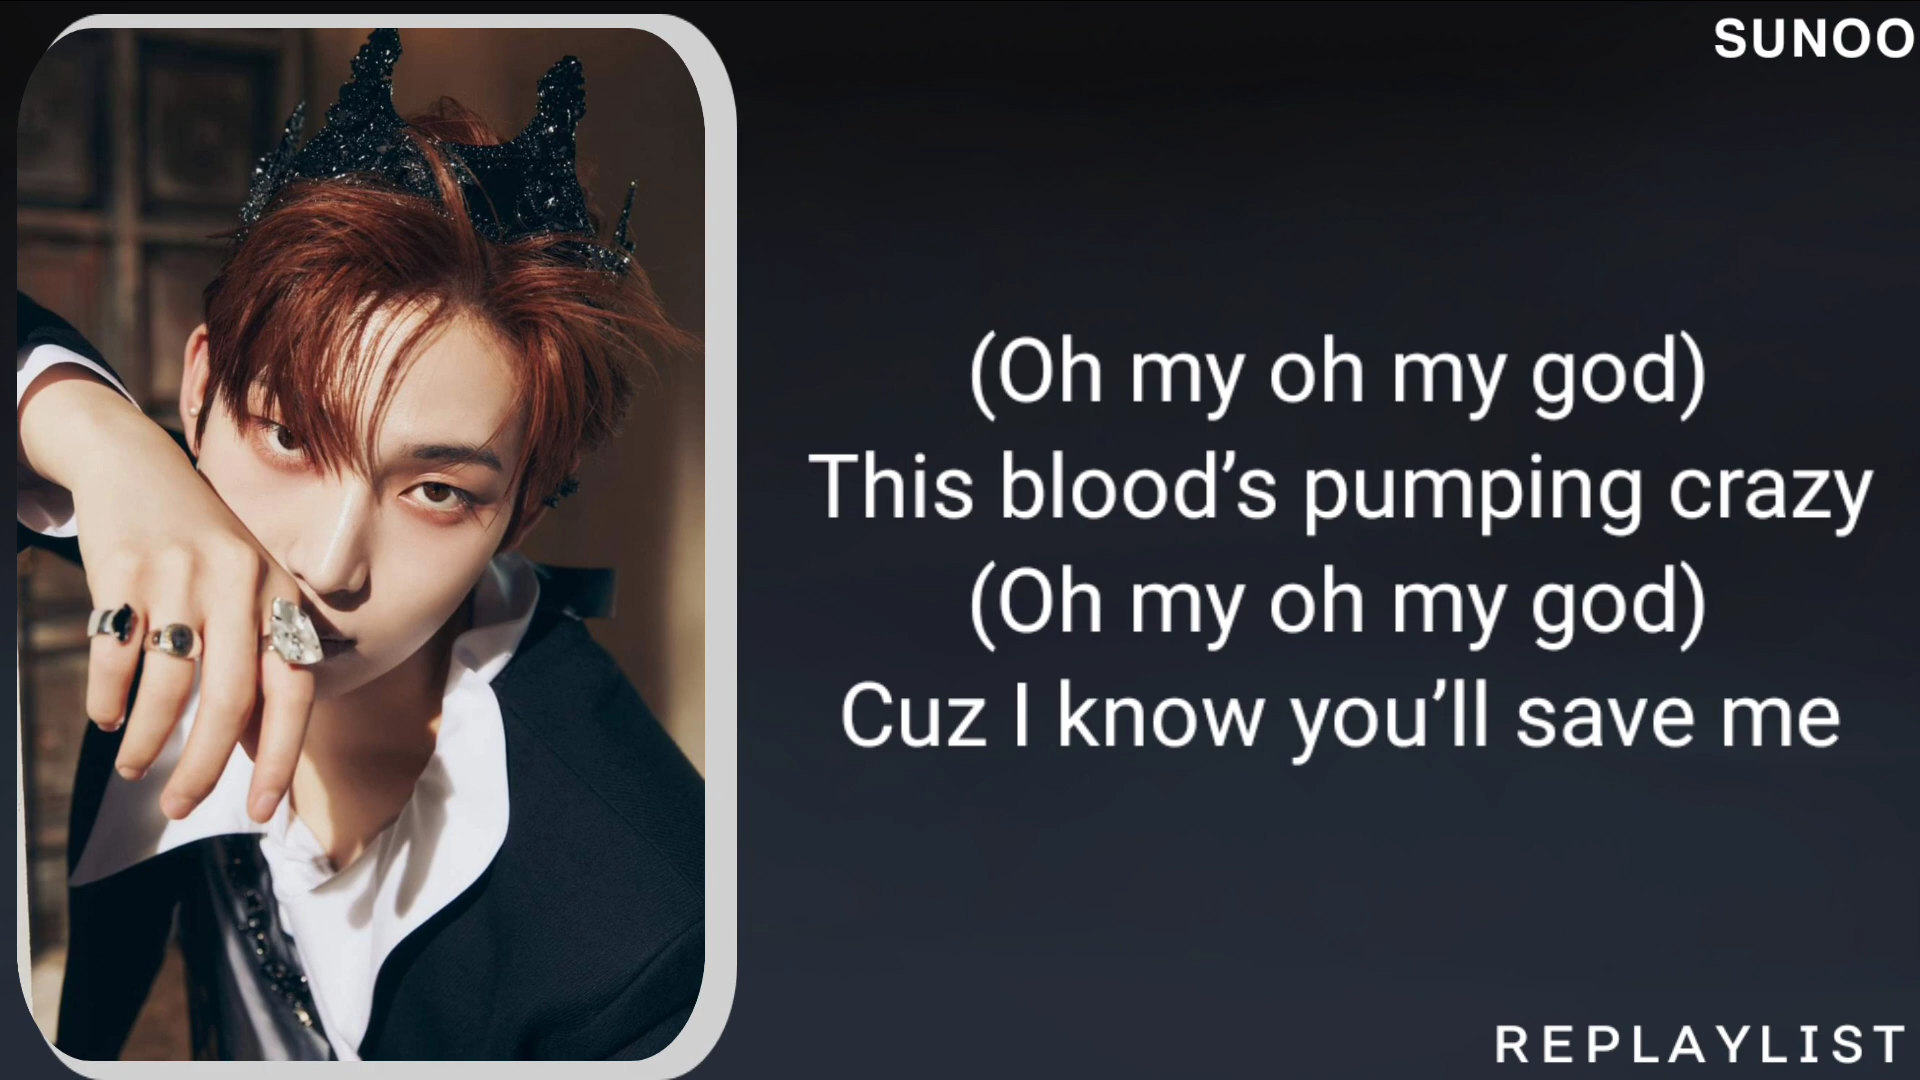 SUNOO
(Oh my oh my god)
This blood’s pumping crazy
(Oh my oh my god)
Cuz I know you’ll save me
REPLAYLIST